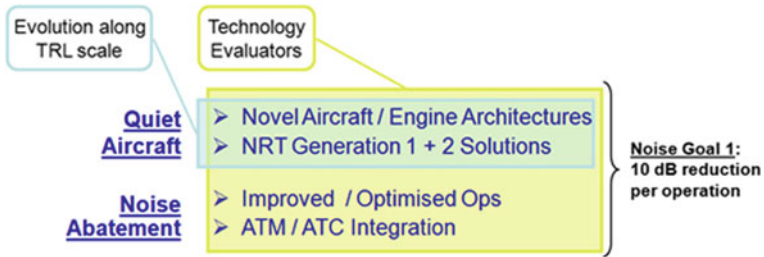 Evolution along
TRL scale
Technology
Evaluators
Quiet
Aircraft
➢ Novel Aircraft / Engine Architectures
➢ NRT Generation 1 + 2 Solutions
Noise
Abatement
➢ Improved / Optimised Ops
➢ ATM / ATC Integration
Noise Goal 1:
10 dB reduction
per operation